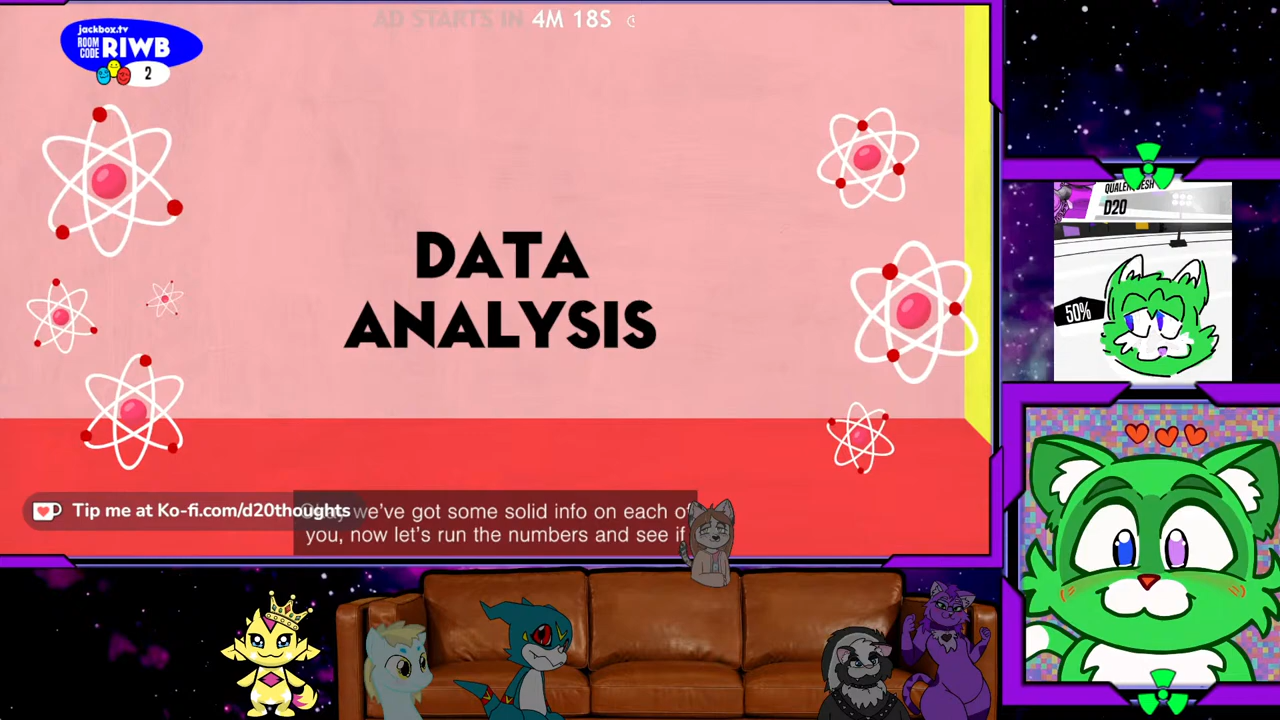 AD STARTS IN 4M 18S
jackbox.tv
ROOM CODE RIWB
2
DATA
ANALYSIS
D20
50%
Tip me at Ko-fi.com/d20thoughts
we've got some solid info on each of
you, now let's run the numbers and see if